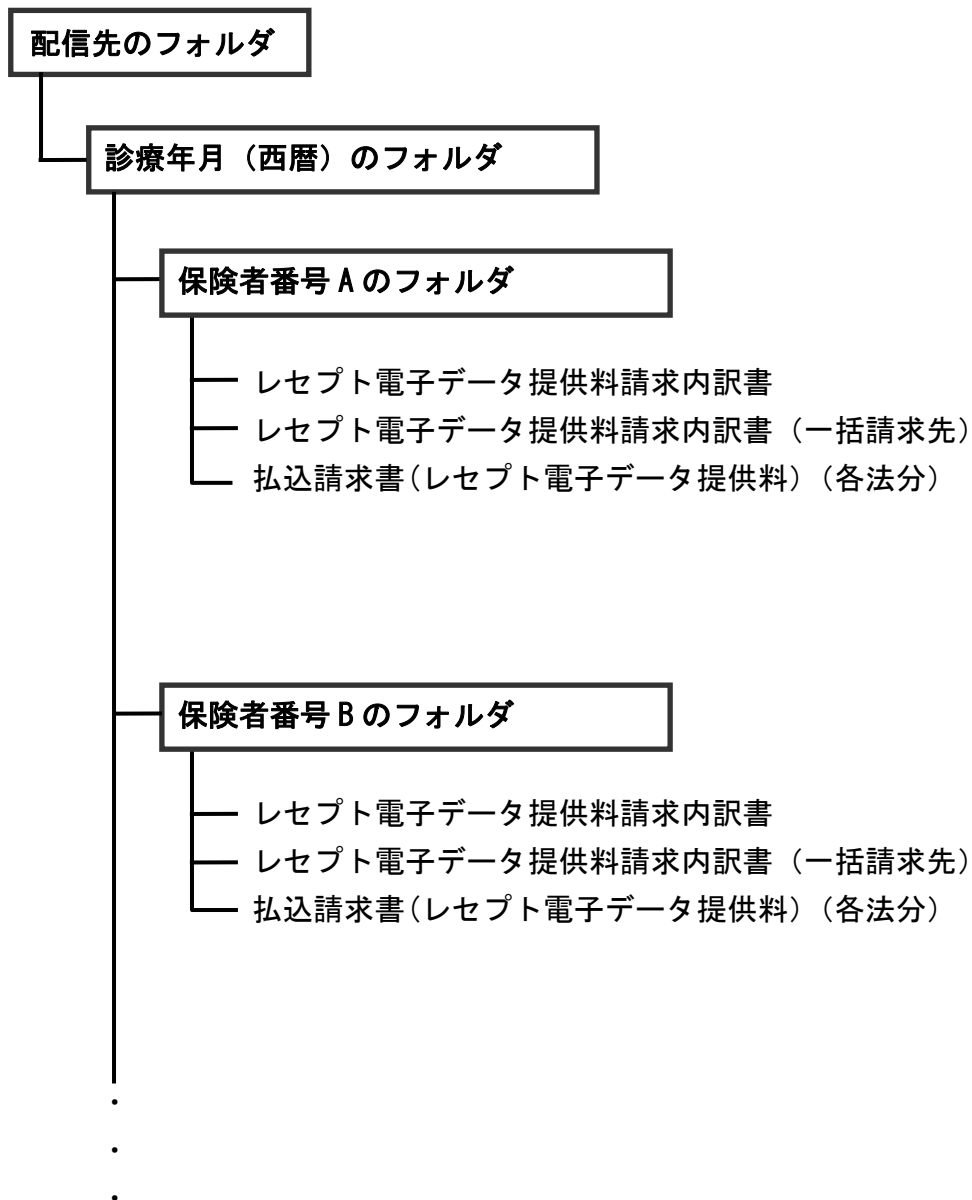 配信先のフォルダ
診療年月（西暦）のフォルダ
保険者番号Aのフォルダ
レセプト電子データ提供料請求内訳書
レセプト電子データ提供料請求内訳書（一括請求先）
払込請求書（レセプト電子データ提供料）（各法分）
保険者番号Bのフォルダ
レセプト電子データ提供料請求内訳書
レセプト電子データ提供料請求内訳書（一括請求先）
払込請求書（レセプト電子データ提供料）（各法分）
・
・
・